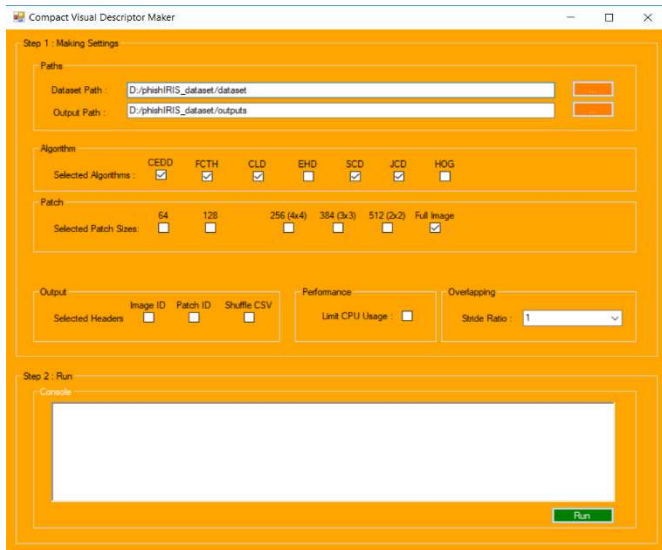 Compact Visual Descriptor Maker
Step 1 : Making Settings
Paths
Dataset Path : D:/phishIRIS_dataset/dataset ...
Output Path : D:/phishIRIS_dataset/outputs ...
Algorithm
CEDD FCTH CLD EHD SCD JCD HOG
Selected Algorithms :
Patch
64 128 256 (4x4) 384 (3x3) 512 (2x2) Full Image
Selected Patch Sizes:
Output Performance Overlapping
Image ID Patch ID Shuffle CSV
Selected Headers Limit CPU Usage : Stride Ratio : 1
Step 2 : Run
Console
Run